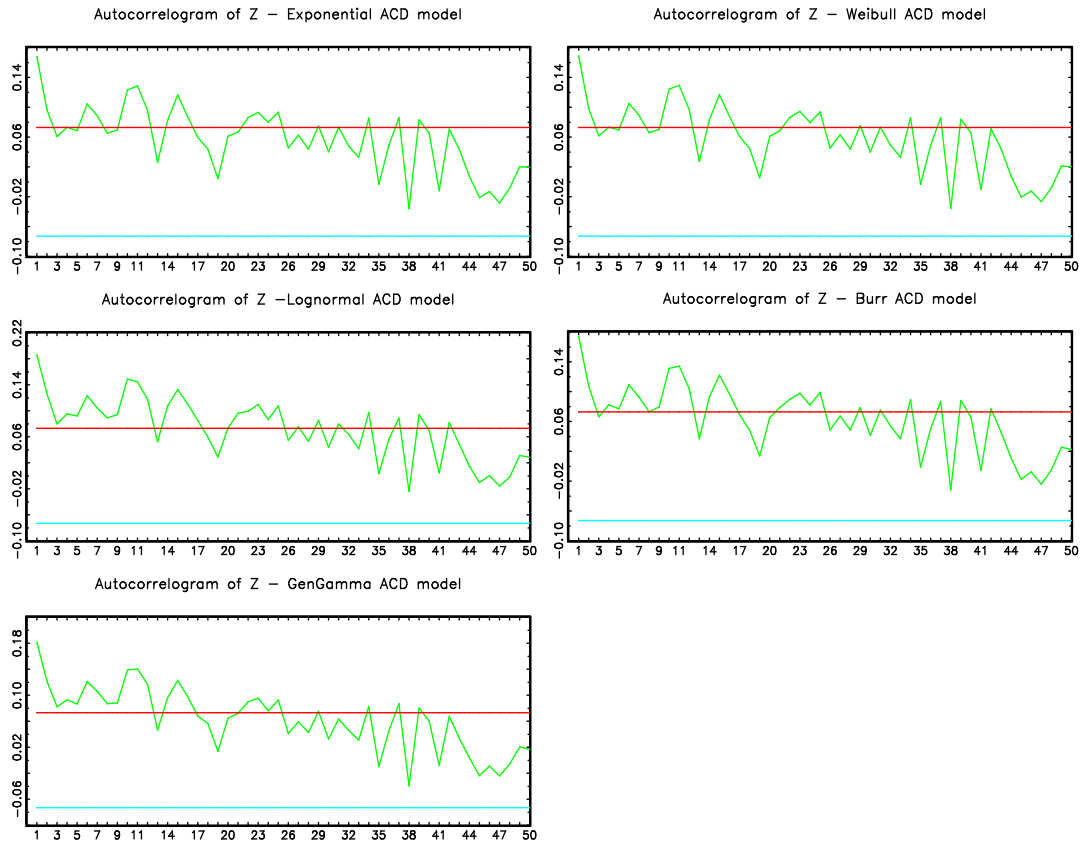 Autocorrelogram of Z − Exponential ACD model
0.14
0.06
−0.02
−0.10
1 3 5 7 9 11 14 17 20 23 26 29 32 35 38 41 44 47 50
Autocorrelogram of Z − Weibull ACD model
0.14
0.06
−0.02
−0.10
1 3 5 7 9 11 14 17 20 23 26 29 32 35 38 41 44 47 50
Autocorrelogram of Z −Lognormal ACD model
0.22
0.14
0.06
−0.02
−0.10
1 3 5 7 9 11 14 17 20 23 26 29 32 35 38 41 44 47 50
Autocorrelogram of Z − Burr ACD model
0.14
0.06
−0.02
−0.10
1 3 5 7 9 11 14 17 20 23 26 29 32 35 38 41 44 47 50
Autocorrelogram of Z − GenGamma ACD model
0.18
0.10
0.02
−0.06
1 3 5 7 9 11 14 17 20 23 26 29 32 35 38 41 44 47 50